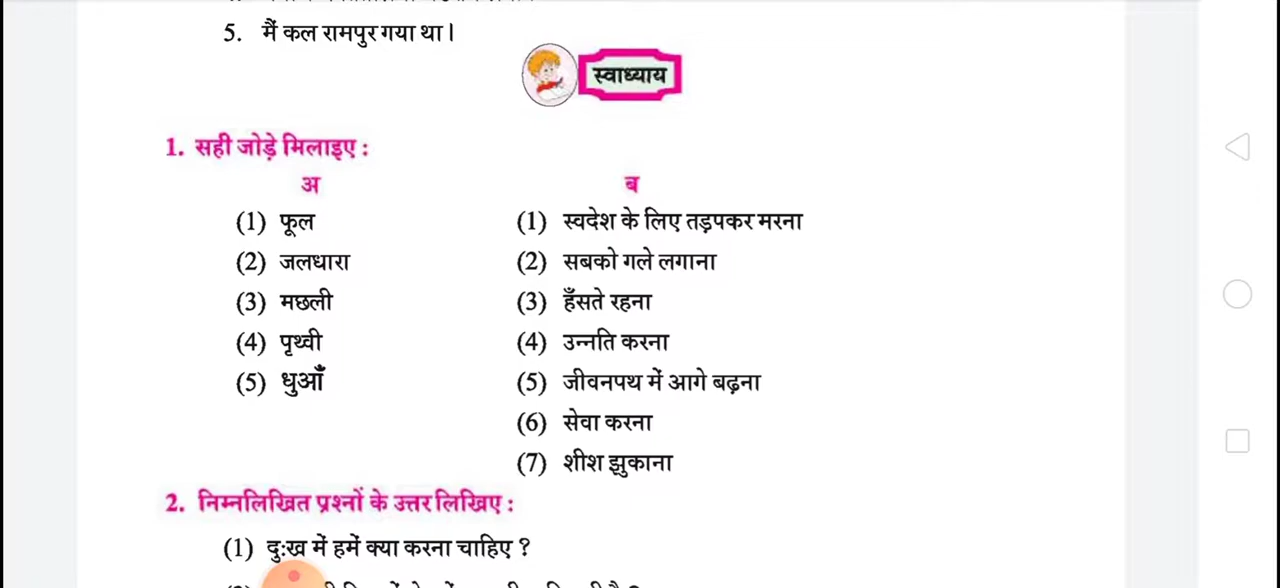 5. मैं कल रामपुर गया था।
स्वाध्याय
1. सही जोड़े मिलाइए :
अ ब
(1) फूल (1) स्वदेश के लिए तड़पकर मरना
(2) जलधारा (2) सबको गले लगाना
(3) मछली (3) हँसते रहना
(4) पृथ्वी (4) उन्नति करना
(5) धुआँ (5) जीवनपथ में आगे बढ़ना
(6) सेवा करना
(7) शीश झुकाना
2. निम्नलिखित प्रश्नों के उत्तर लिखिए :
(1) दुःख में हमें क्या करना चाहिए ?